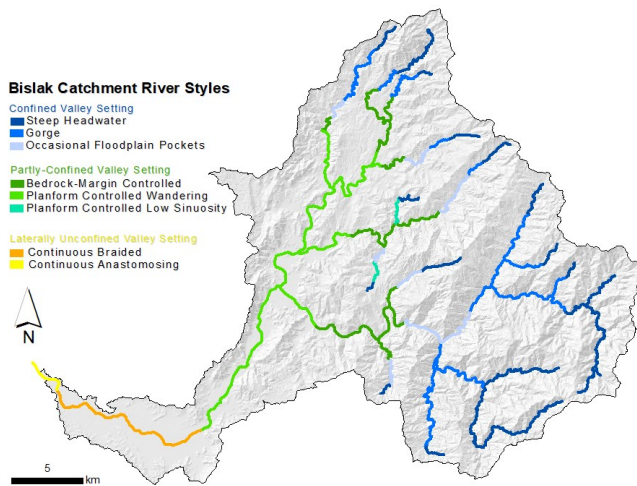 Bislak Catchment River Styles
Confined Valley Setting
Steep Headwater
Gorge
Occasional Floodplain Pockets
Partly-Confined Valley Setting
Bedrock-Margin Controlled
Planform Controlled Wandering
Planform Controlled Low Sinuosity
Laterally Unconfined Valley Setting
Continuous Braided
Continuous Anastomosing
N
5
km